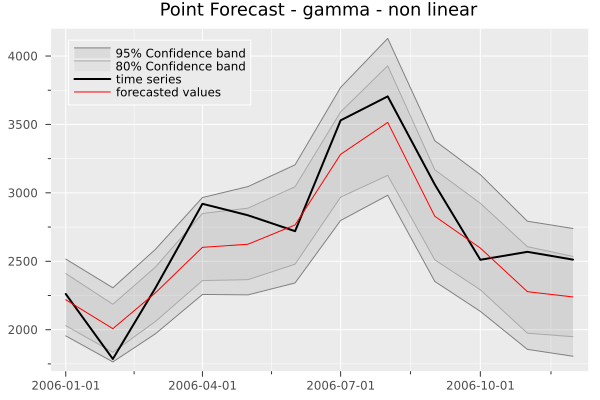 Point Forecast - gamma - non linear
95% Confidence band
80% Confidence band
time series
forecasted values
4000
3500
3000
2500
2000
2006-01-01 2006-04-01 2006-07-01 2006-10-01